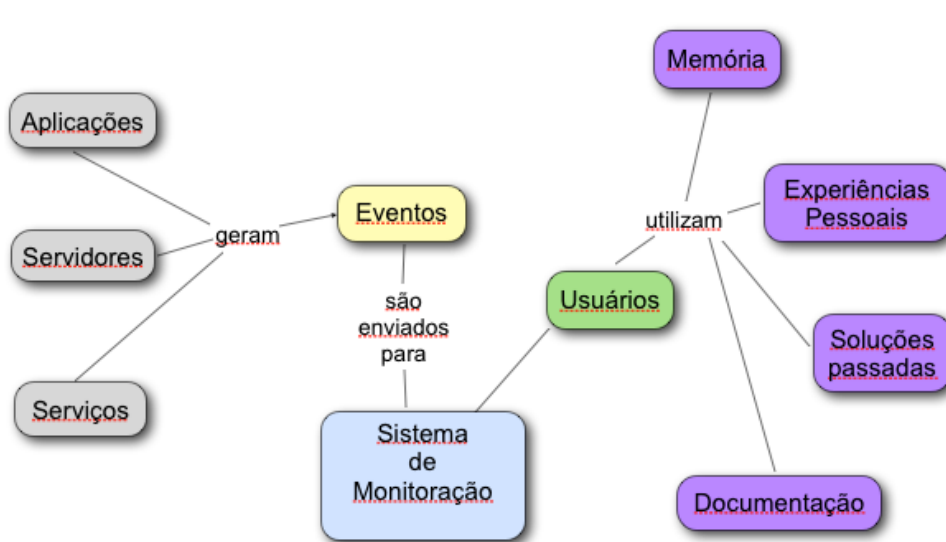 Memória
Aplicações
Experiências
Pessoais
Eventos
utilizam
geram
Servidores
Usuários
são
enviados
para
Soluções
passadas
Serviços
Sistema
de
Monitoração
Documentação